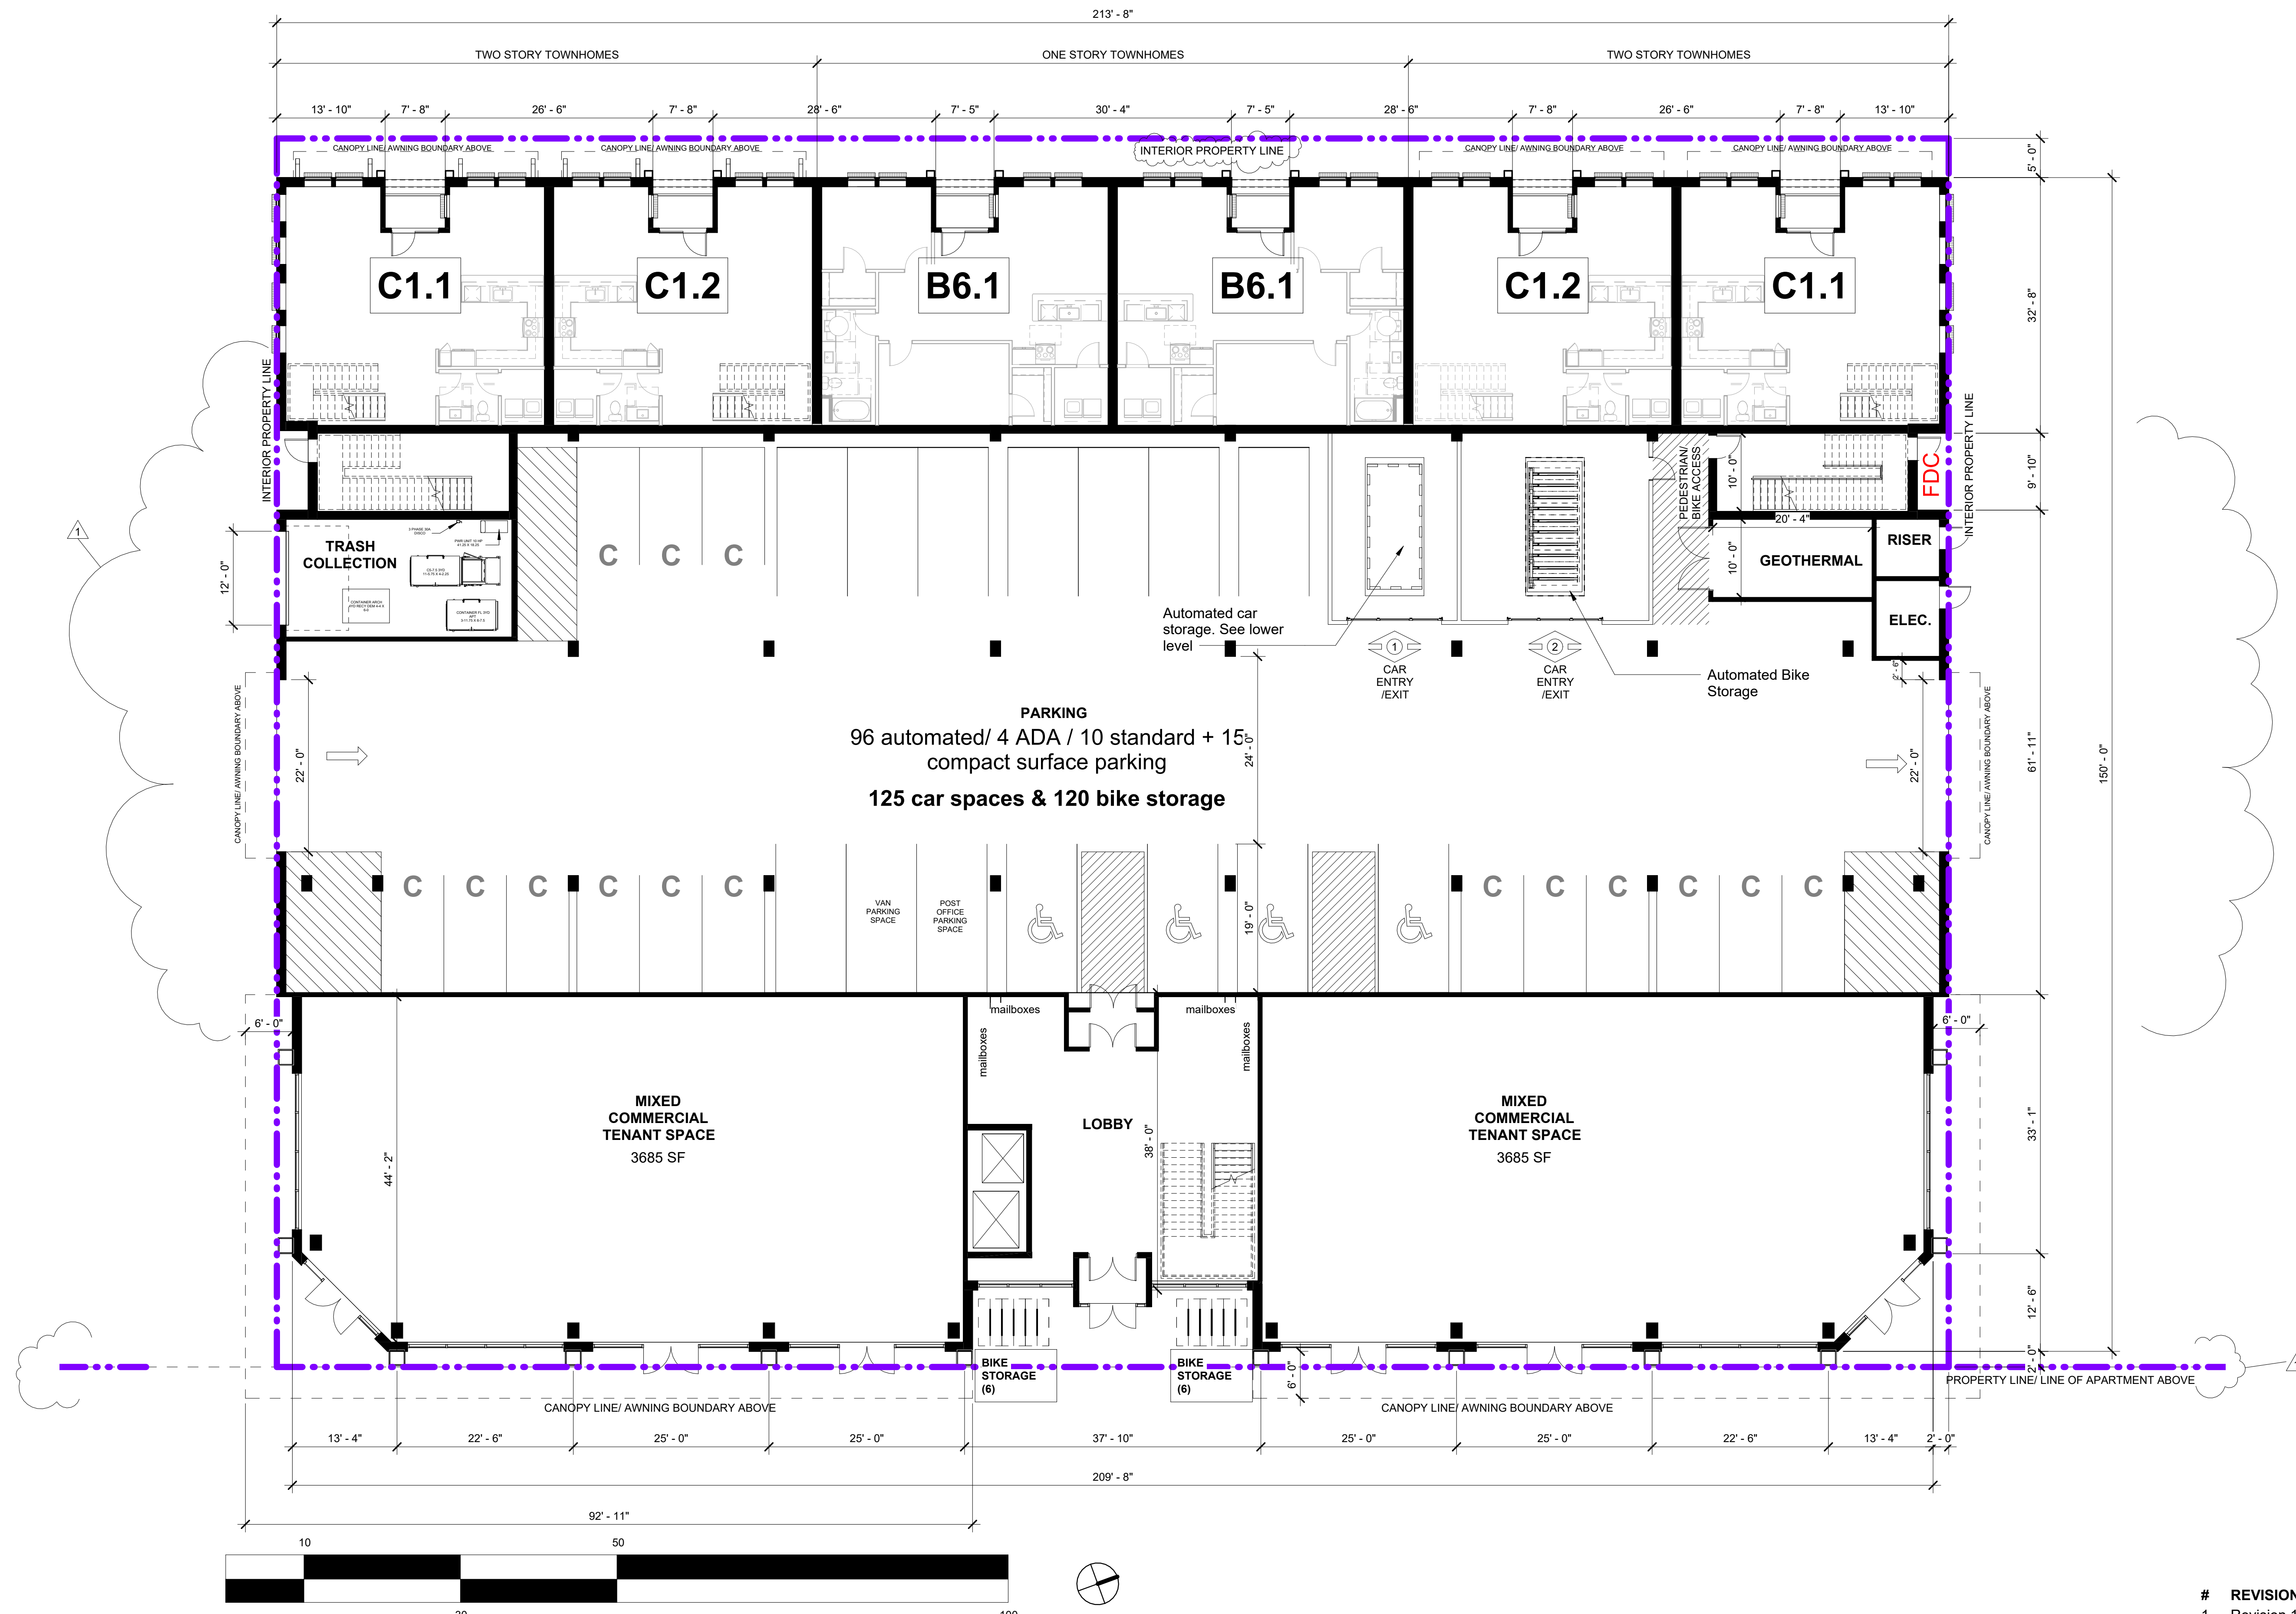 213' - 8"
TWO STORY TOWNHOMES
ONE STORY TOWNHOMES
TWO STORY TOWNHOMES
13' - 10"
7' - 8"
26' - 6"
7' - 8"
28' - 6"
7' - 5"
30' - 4"
7' - 5"
28' - 6"
7' - 8"
26' - 6"
7' - 8"
13' - 10"
CANOPY LINE/ AWNING BOUNDARY ABOVE
CANOPY LINE/ AWNING BOUNDARY ABOVE
INTERIOR PROPERTY LINE
CANOPY LINE/ AWNING BOUNDARY ABOVE
CANOPY LINE/ AWNING BOUNDARY ABOVE
5' - 0"
C1.1
C1.2
B6.1
B6.1
C1.2
C1.1
32' - 8"
INTERIOR PROPERTY LINE
INTERIOR PROPERTY LINE
PEDESTRIAN/
BIKE ACCESS
10' - 0"
FDC
9' - 10"
1
12' - 0"
TRASH
COLLECTION
3 PHASE 30A
DISCO
C
C
C
20' - 4"
10' - 0"
GEOTHERMAL
RISER
ELEC.
2' - 6"
Automated car
storage. See lower
level
1
CAR
ENTRY
/EXIT
2
CAR
ENTRY
/EXIT
Automated Bike
Storage
CANOPY LINE/ AWNING BOUNDARY ABOVE
22' - 0"
PARKING
96 automated/ 4 ADA / 10 standard + 15
compact surface parking
125 car spaces & 120 bike storage
24' - 0"
22' - 0"
CANOPY LINE/ AWNING BOUNDARY ABOVE
61' - 11"
150' - 0"
C
C
C
C
C
C
VAN
PARKING
SPACE
POST
OFFICE
PARKING
SPACE
19' - 0"
C
C
C
C
C
C
6' - 0"
mailboxes
mailboxes
6' - 0"
mailboxes
mailboxes
MIXED
COMMERCIAL
TENANT SPACE
3685 SF
44' - 2"
LOBBY
38' - 0"
MIXED
COMMERCIAL
TENANT SPACE
3685 SF
33' - 1"
12' - 6"
2' - 0"
BIKE
STORAGE
(6)
BIKE
STORAGE
(6)
6' - 0"
PROPERTY LINE/ LINE OF APARTMENT ABOVE
CANOPY LINE/ AWNING BOUNDARY ABOVE
CANOPY LINE/ AWNING BOUNDARY ABOVE
13' - 4"
22' - 6"
25' - 0"
25' - 0"
37' - 10"
25' - 0"
25' - 0"
22' - 6"
13' - 4"
2' - 0"
209' - 8"
92' - 11"
10
50
# REVISION